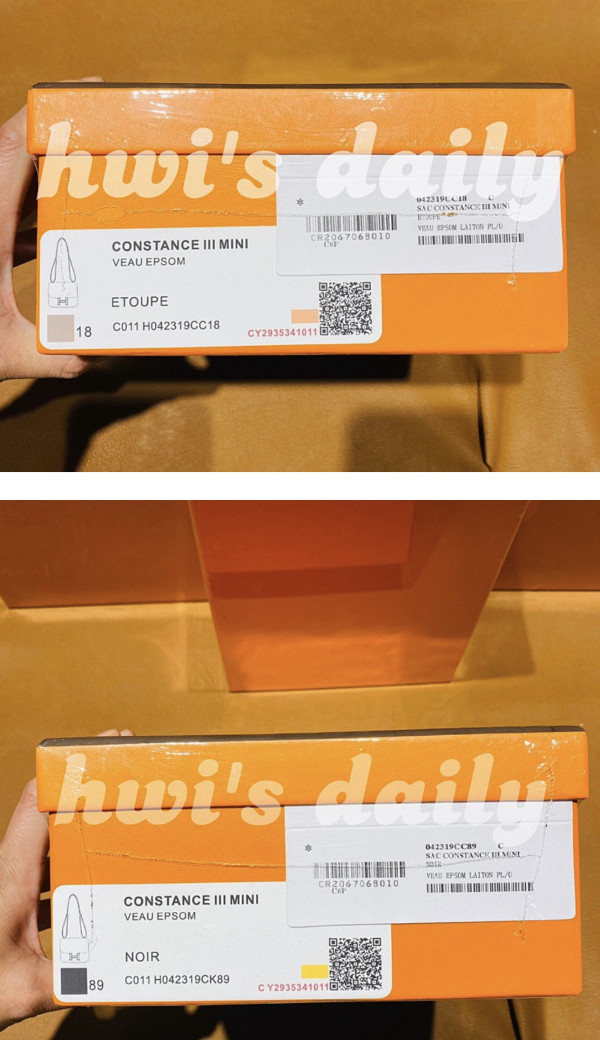 hwi's daily
*
CR2067068010
C6P
042319CC18 C
SAC CONSTANCE III MINI
ETOUPE
VEAU EPSOM LAITON PL/O
CONSTANCE III MINI
VEAU EPSOM
ETOUPE
18
C011 H042319CC18
CY2935341011
hwi's daily
*
CR2067068010
C6P
042319CC89 C
SAC CONSTANCE III MINI
NOIR
VEAU EPSOM LAITON PL/O
CONSTANCE III MINI
VEAU EPSOM
NOIR
89
C011 H042319CK89
CY2935341011